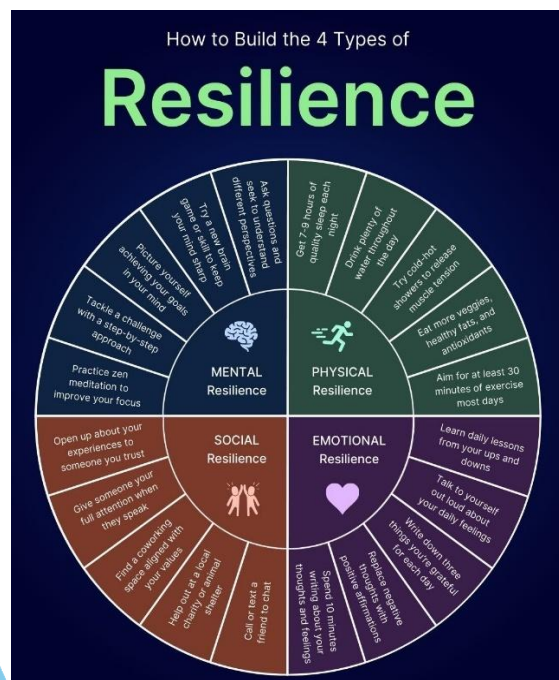 How to Build the 4 Types of
Resilience
Ask questions and
seek to understand
different perspectives
Try a new brain
game or skill to keep
your mind sharp
Picture yourself
achieving your goals
in your mind
Tackle a challenge
with a step-by-step
approach
Practice zen
meditation to
improve your focus
MENTAL
Resilience
Get 7-9 hours of
quality sleep each
night
Drink plenty of
water throughout
the day
Try cold-hot
showers to release
muscle tension
Eat more veggies,
healthy fats, and
antioxidants
Aim for at least 30
minutes of exercise
most days
PHYSICAL
Resilience
Open up about your
experiences to
someone you trust
Give someone your
full attention when
they speak
Find a coworking
space aligned with
your values
Help out at a local
charity or animal
shelter
Call or text a
friend to chat
SOCIAL
Resilience
Learn daily lessons
from your ups and
downs
Talk to yourself
out loud about
your daily feelings
Write down three
things you're grateful
for each day
Replace negative
thoughts with
positive affirmations
Spend 10 minutes
writing about your
thoughts and feelings
EMOTIONAL
Resilience